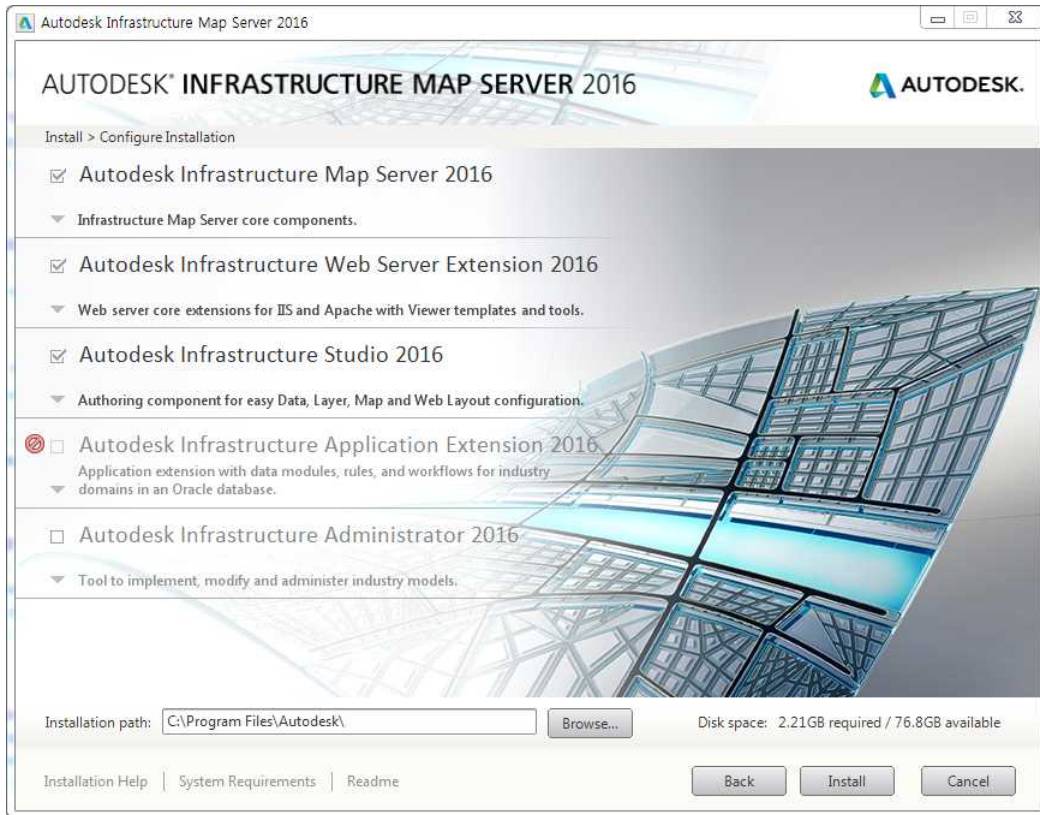 Autodesk Infrastructure Map Server 2016
AUTODESK® INFRASTRUCTURE MAP SERVER 2016
AUTODESK.
Install > Configure Installation
Autodesk Infrastructure Map Server 2016
Infrastructure Map Server core components.
Autodesk Infrastructure Web Server Extension 2016
Web server core extensions for IIS and Apache with Viewer templates and tools.
Autodesk Infrastructure Studio 2016
Authoring component for easy Data, Layer, Map and Web Layout configuration.
Autodesk Infrastructure Application Extension 2016
Application extension with data modules, rules, and workflows for industry
domains in an Oracle database.
Autodesk Infrastructure Administrator 2016
Tool to implement, modify and administer industry models.
Installation path: C:\Program Files\Autodesk\ Browse... Disk space: 2.21GB required / 76.8GB available
Installation Help | System Requirements | Readme Back Install Cancel